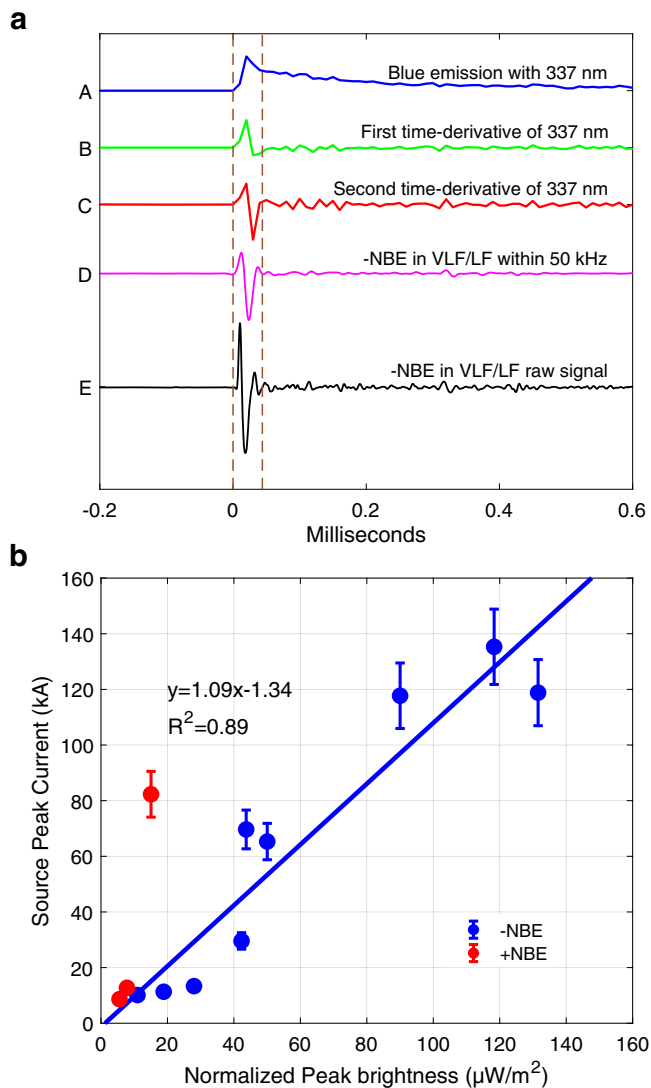 a
A
Blue emission with 337 nm
B
First time-derivative of 337 nm
C
Second time-derivative of 337 nm
D
-NBE in VLF/LF within 50 kHz
E
-NBE in VLF/LF raw signal
-0.2 0 0.2 0.4 0.6
Milliseconds
b
160
140
120
100
80
60
40
20
0
Source Peak Current (kA)
y=1.09x-1.34
R²=0.89
-NBE
+NBE
0 20 40 60 80 100 120 140 160
Normalized Peak brightness (μW/m²)